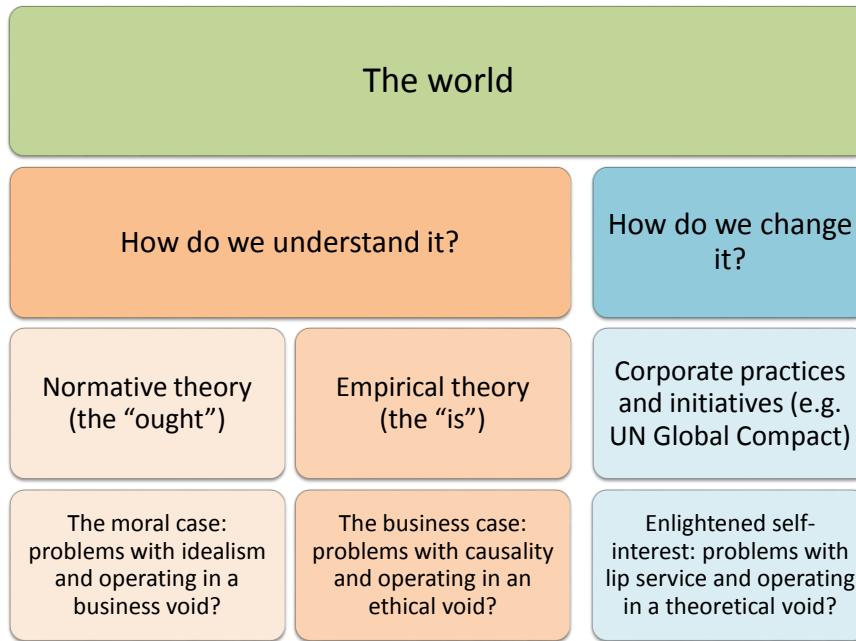 The world
How do we understand it?
How do we change
it?
Normative theory
(the “ought”)
Empirical theory
(the “is”)
Corporate practices
and initiatives (e.g.
UN Global Compact)
The moral case:
problems with idealism
and operating in a
business void?
The business case:
problems with causality
and operating in an
ethical void?
Enlightened self-
interest: problems with
lip service and operating
in a theoretical void?